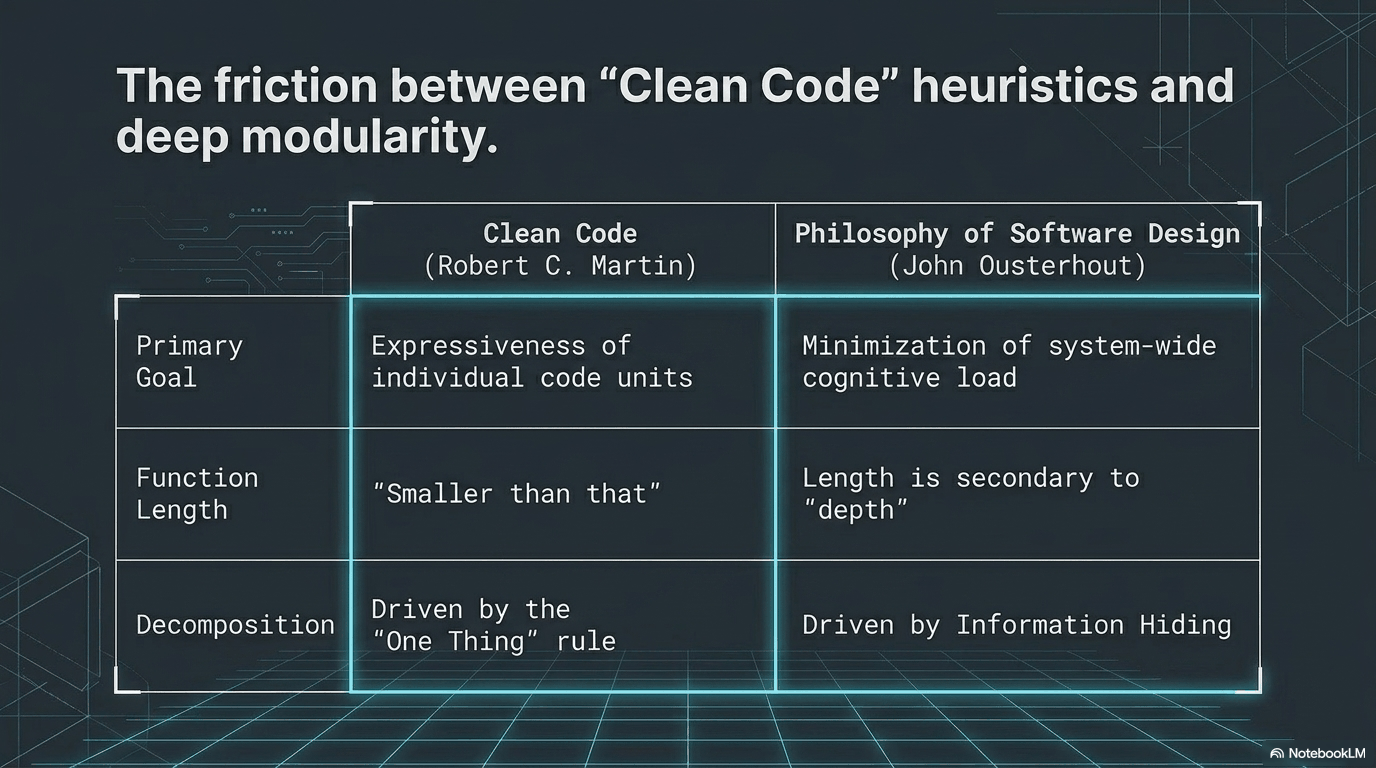 The friction between “Clean Code” heuristics and
deep modularity.
Clean Code
(Robert C. Martin)
Philosophy of Software Design
(John Ousterhout)
Primary
Goal
Expressiveness of
individual code units
Minimization of system-wide
cognitive load
Function
Length
"Smaller than that"
Length is secondary to
"depth"
Decomposition
Driven by the
"One Thing" rule
Driven by Information Hiding
NotebookLM